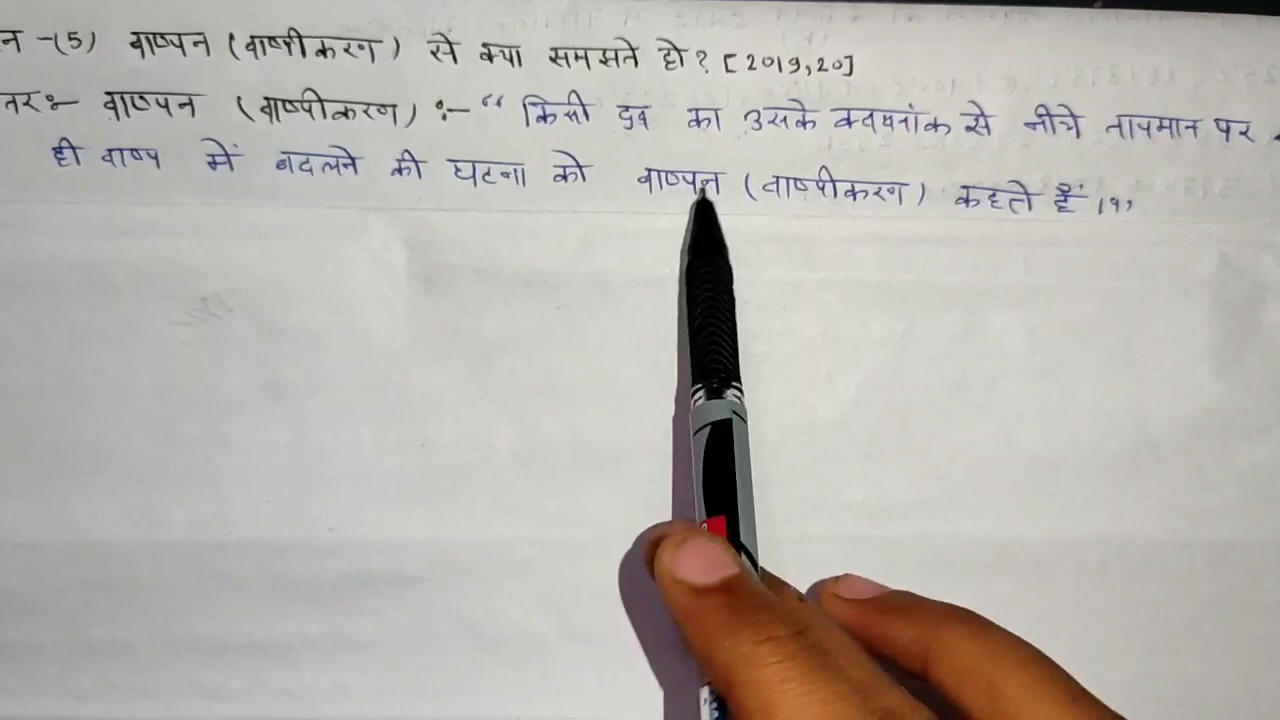 न -(5) वाष्पन (वाष्पीकरण) से क्या समझते हो? [2019,20]
तर:- वाष्पन (वाष्पीकरण) :- “ किसी द्रव का उसके क्वथनांक से नीचे तापमान पर
ही वाष्प में बदलने की घटना को वाष्पन (वाष्पीकरण) कहते हैं ।”